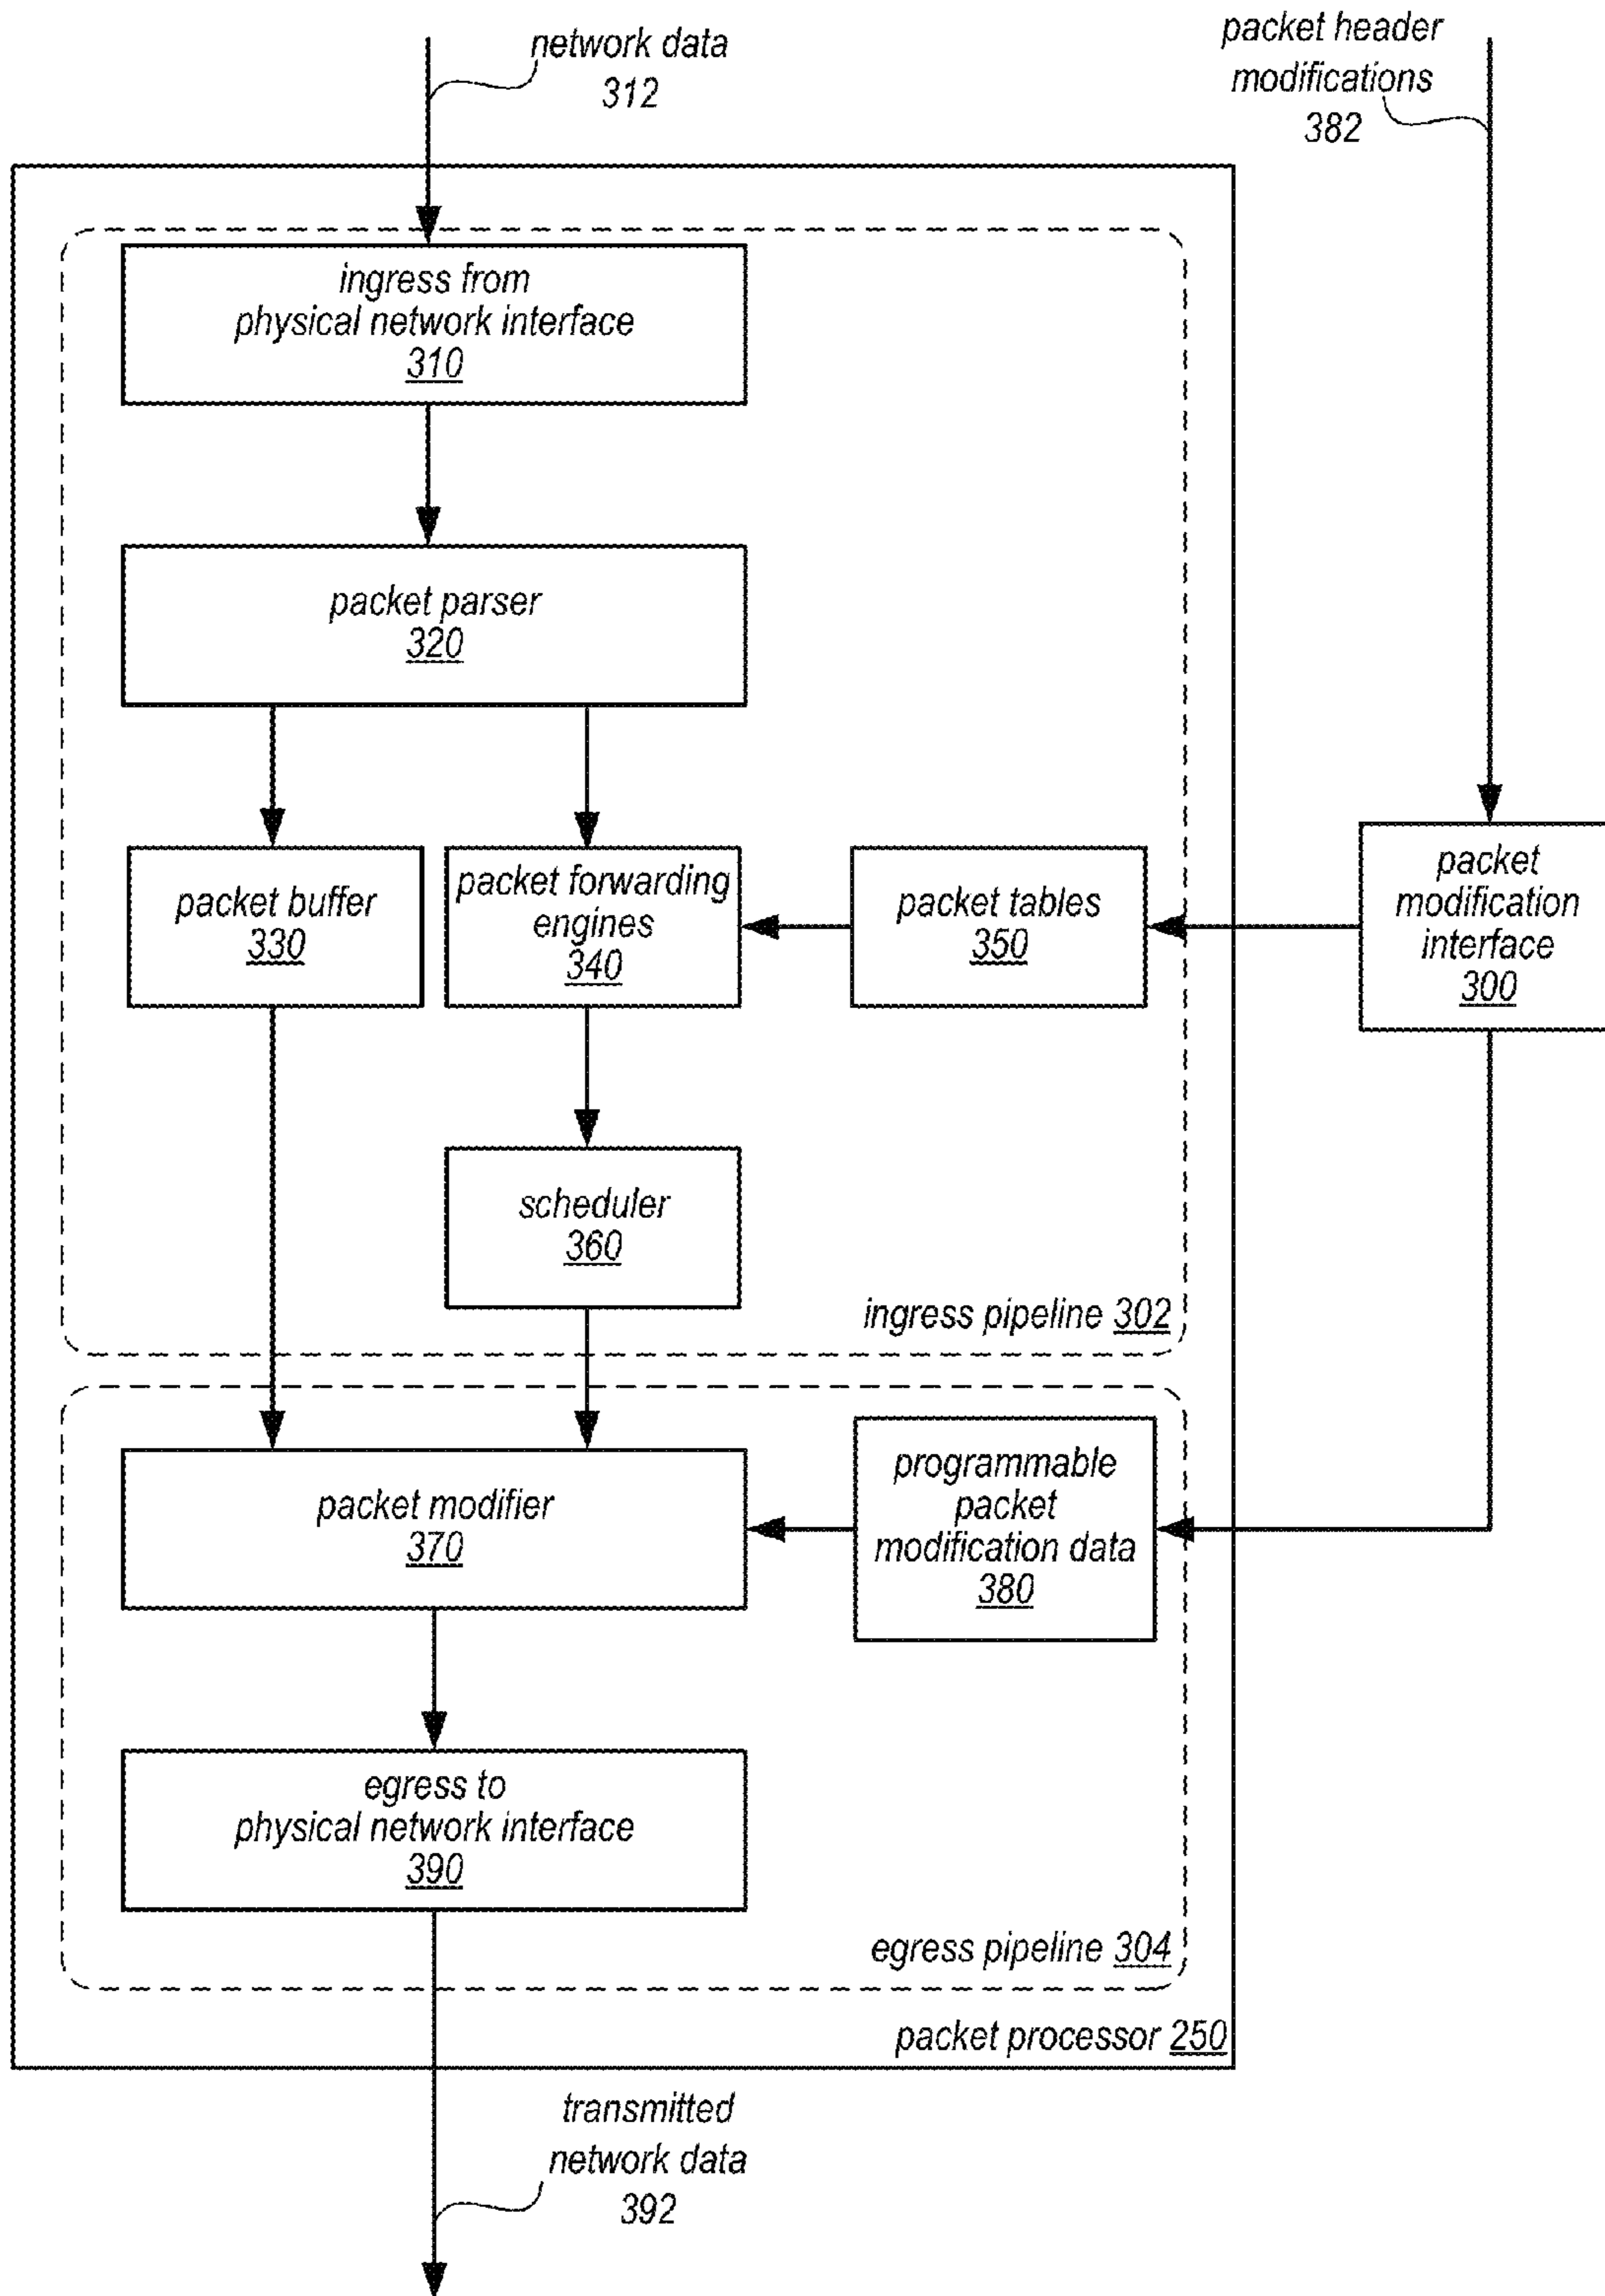 network data
312
packet header
modifications
382
ingress from
physical network interface
310
packet parser
320
packet buffer
330
packet forwarding
engines
340
packet tables
350
packet
modification
interface
300
scheduler
360
ingress pipeline 302
packet modifier
370
programmable
packet
modification data
380
egress to
physical network interface
390
egress pipeline 304
packet processor 250
transmitted
network data
392